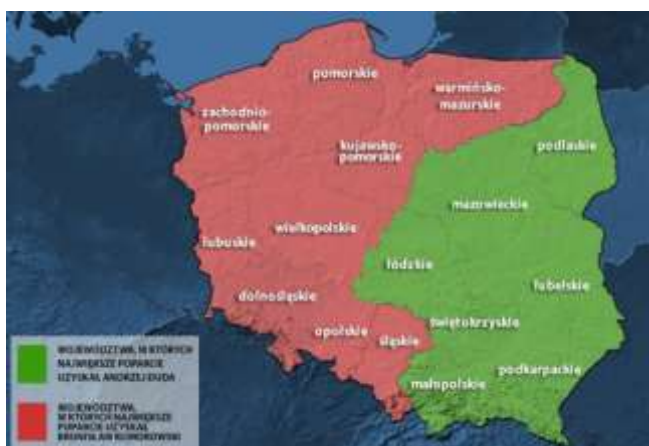 pomorskie
warmińsko-
mazurskie
zachodnio-
pomorskie
kujawsko-
pomorskie
podlaskie
mazowieckie
wielkopolskie
lubuskie
łódzkie
lubelskie
dolnośląskie
opolskie
śląskie
świętokrzyskie
podkarpackie
małopolskie
WOJEWÓDZTWA, W KTÓRYCH
NAJWIĘKSZE POPARCIE
UZYSKAŁ ANDRZEJ DUDA
WOJEWÓDZTWA,
W KTÓRYCH NAJWIĘKSZE
POPARCIE UZYSKAŁ
BRONISŁAW KOMOROWSKI